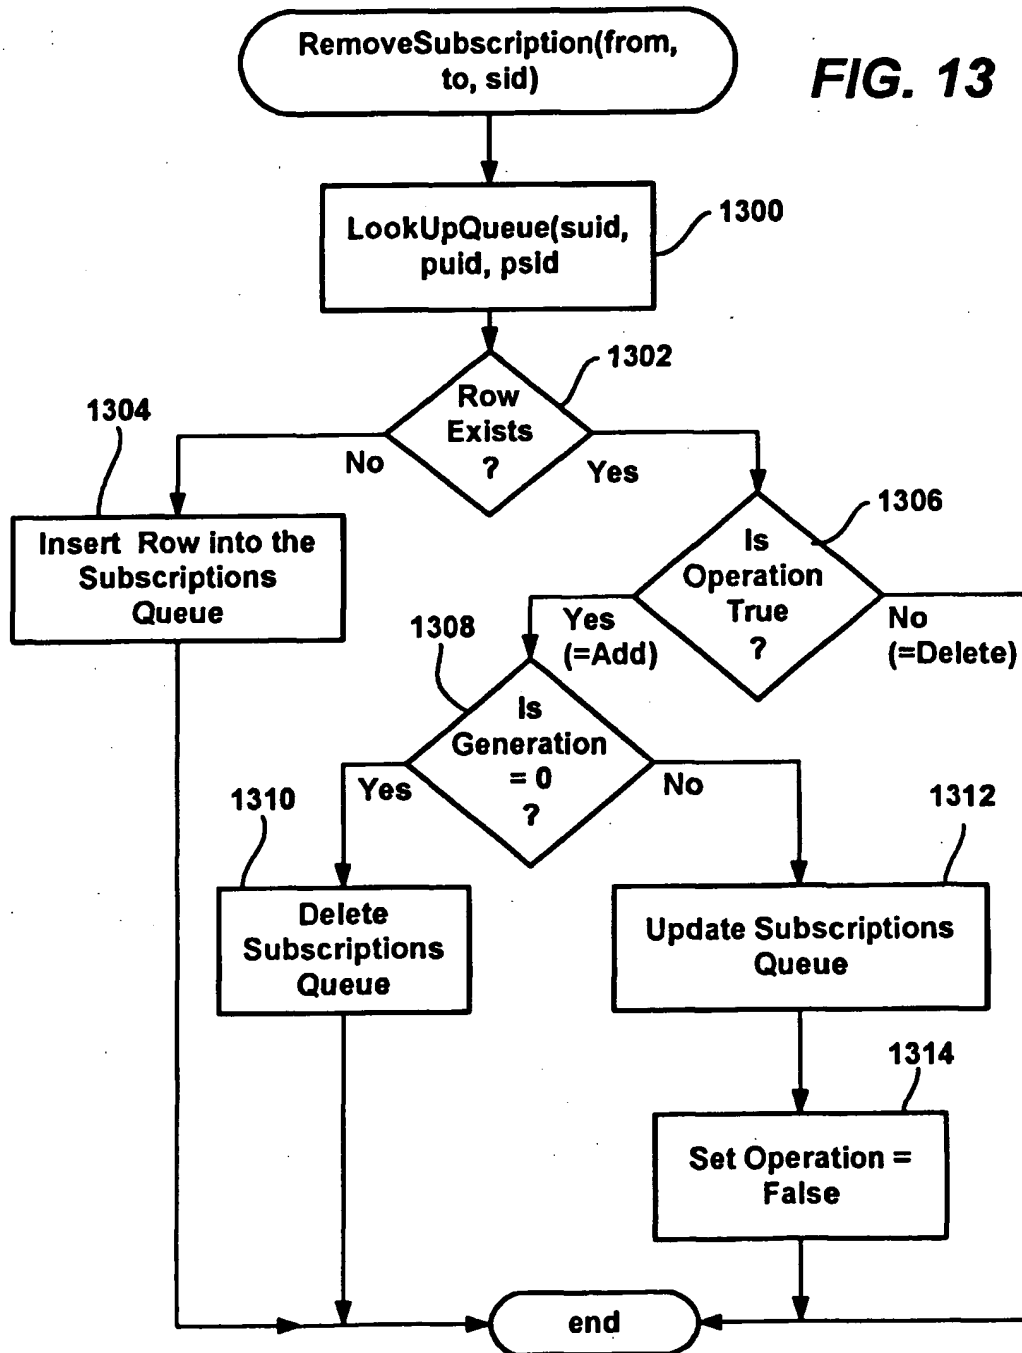 RemoveSubscription(from,
to, sid)
FIG. 13
LookUpQueue(suid,
puid, psid
1300
Row
Exists
?
1302
No
Yes
1304
Insert Row into the
Subscriptions
Queue
Is
Operation
True
?
1306
Yes
(=Add)
No
(=Delete)
1308
Is
Generation
= 0
?
Yes
No
1310
Delete
Subscriptions
Queue
1312
Update Subscriptions
Queue
1314
Set Operation =
False
end